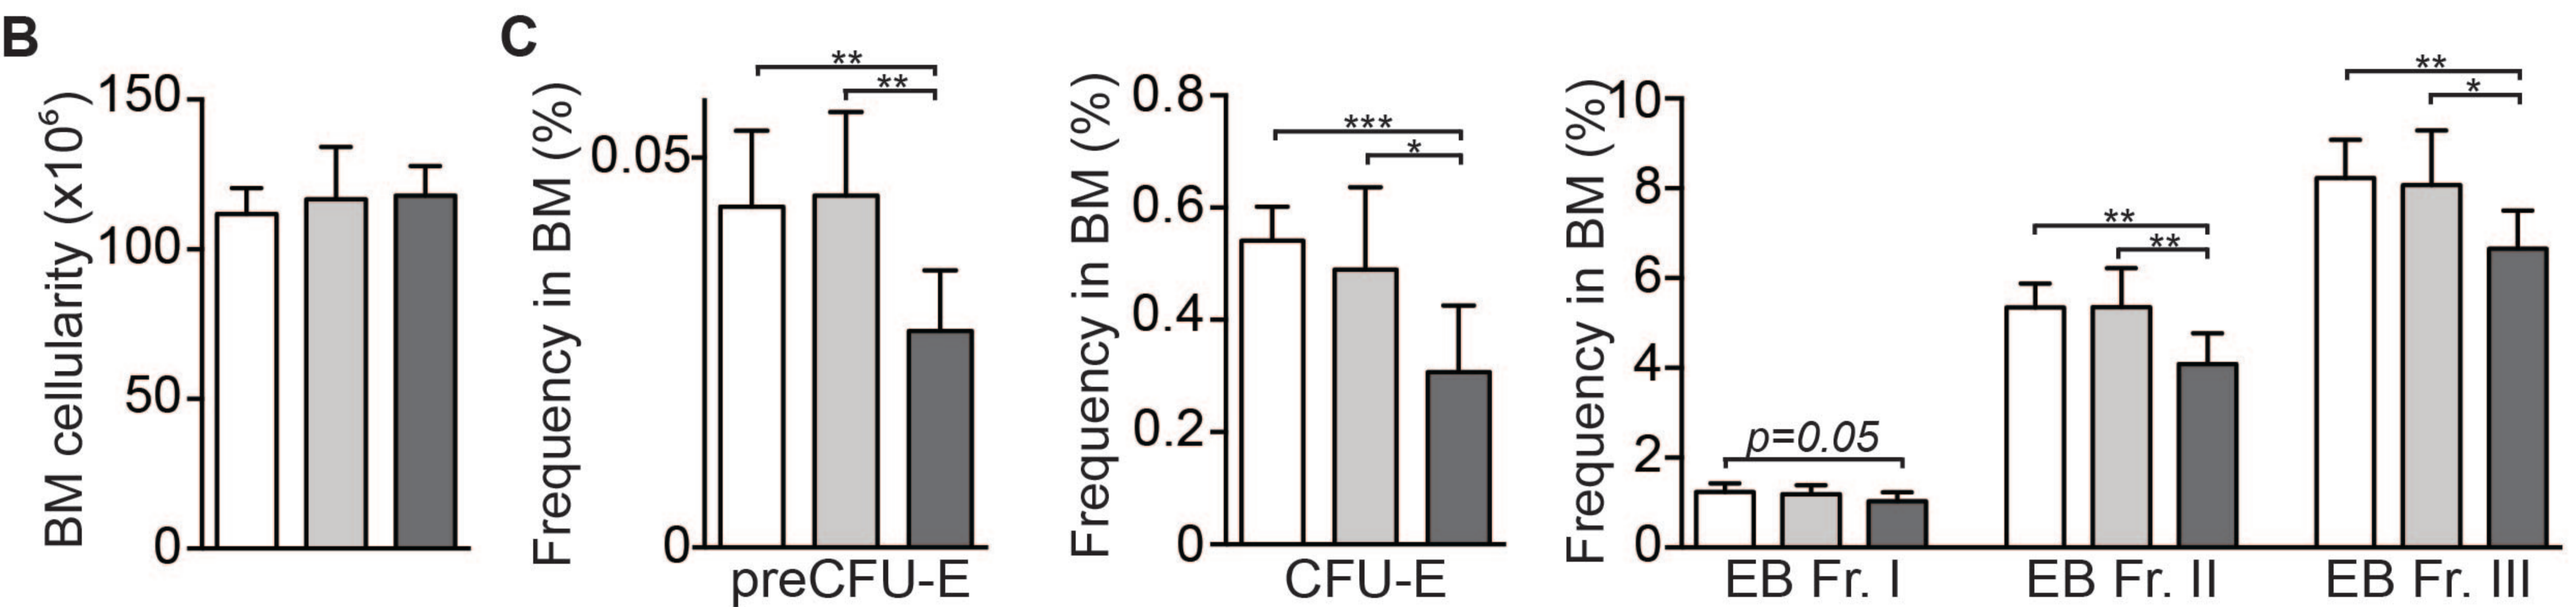 B
BM cellularity (x10⁶)
150
100
50
0
C
Frequency in BM (%)
0.05
0
**
**
preCFU-E
Frequency in BM (%)
0.8
0.6
0.4
0.2
0
***
*
CFU-E
Frequency in BM (%)
10
8
6
4
2
0
p=0.05
**
**
**
*
EB Fr. I
EB Fr. II
EB Fr. III